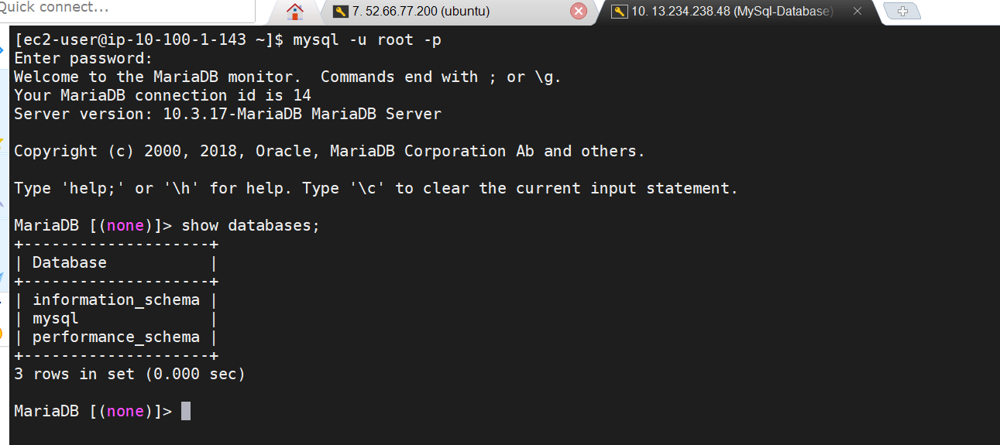 Quick connect...
7. 52.66.77.200 (ubuntu)
10. 13.234.238.48 (MySql-Database)
[ec2-user@ip-10-100-1-143 ~]$ mysql -u root -p
Enter password:
Welcome to the MariaDB monitor.  Commands end with ; or \g.
Your MariaDB connection id is 14
Server version: 10.3.17-MariaDB MariaDB Server
Copyright (c) 2000, 2018, Oracle, MariaDB Corporation Ab and others.
Type 'help;' or '\h' for help. Type '\c' to clear the current input statement.
MariaDB [(none)]> show databases;
+--------------------+
| Database           |
+--------------------+
| information_schema |
| mysql              |
| performance_schema |
+--------------------+
3 rows in set (0.000 sec)
MariaDB [(none)]>